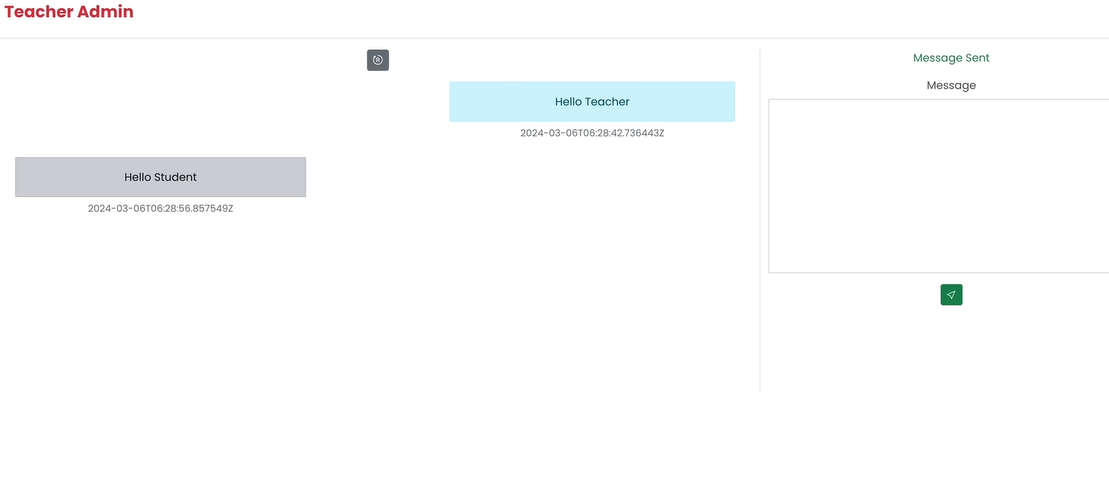 Teacher Admin
Message Sent
Message
Hello Teacher
2024-03-06T06:28:42.736443Z
Hello Student
2024-03-06T06:28:56.857549Z